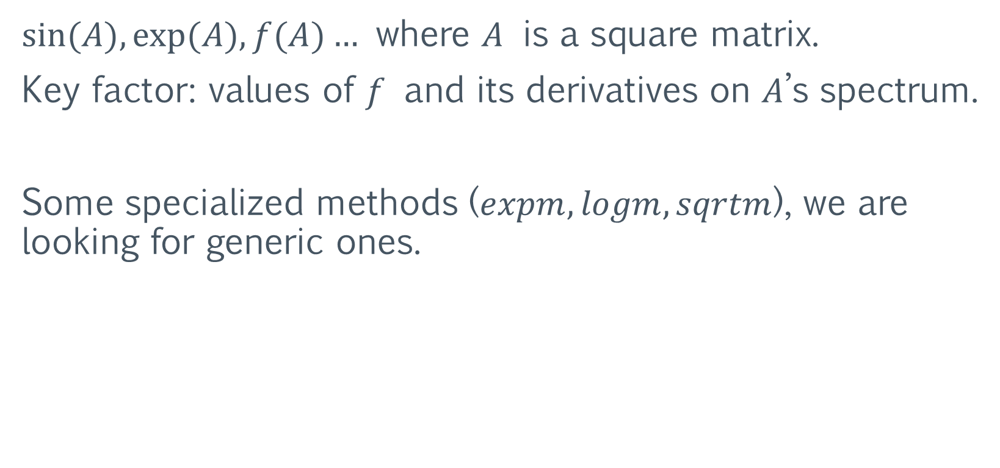 sin(A), exp(A), f(A) … where A is a square matrix.
Key factor: values of f and its derivatives on A’s spectrum.
Some specialized methods (expm, logm, sqrtm), we are
looking for generic ones.